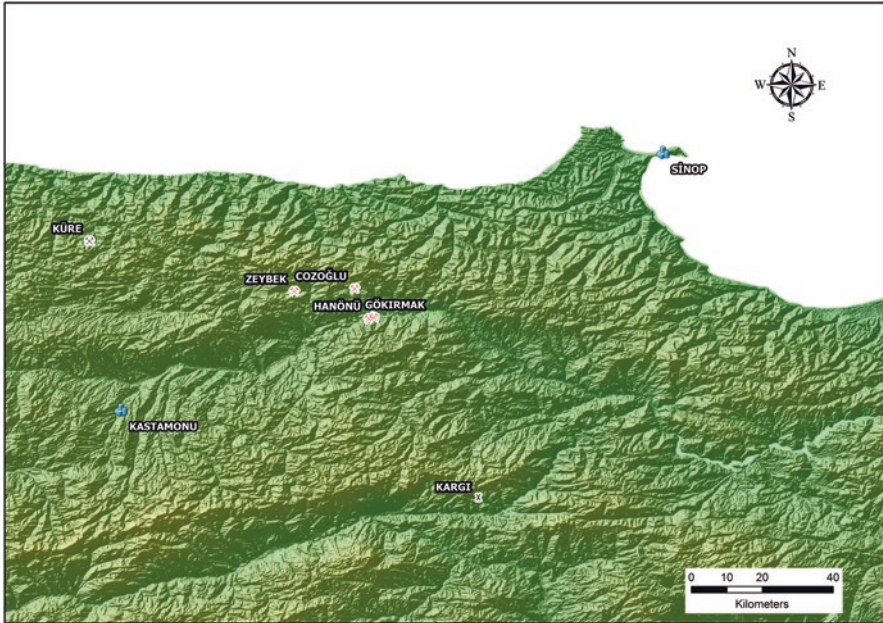 N
W E
S
SİNOP
KÜRE
ZEYBEK COZOĞLU
HANÖNÜ GÖKIRMAK
KASTAMONU
KARGI
0 10 20 40
Kilometers